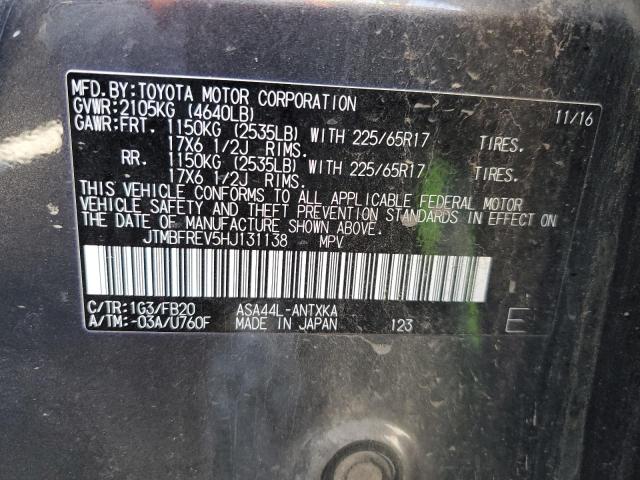 MFD.BY:TOYOTA MOTOR CORPORATION 11/16
GVWR:2105KG (4640LB)
GAWR:FRT. 1150KG (2535LB) WITH 225/65R17 TIRES.
17X6 1/2J RIMS.
RR. 1150KG (2535LB) WITH 225/65R17 TIRES.
17X6 1/2J RIMS.
THIS VEHICLE CONFORMS TO ALL APPLICABLE FEDERAL MOTOR
VEHICLE SAFETY AND THEFT PREVENTION STANDARDS IN EFFECT ON
THE DATE OF MANUFACTURE SHOWN ABOVE.
JTMBFREV5HJ131138 MPV
C/TR:1G3/FB20 ASA44L-ANTXKA
A/TM:-03A/U760F MADE IN JAPAN 123 E